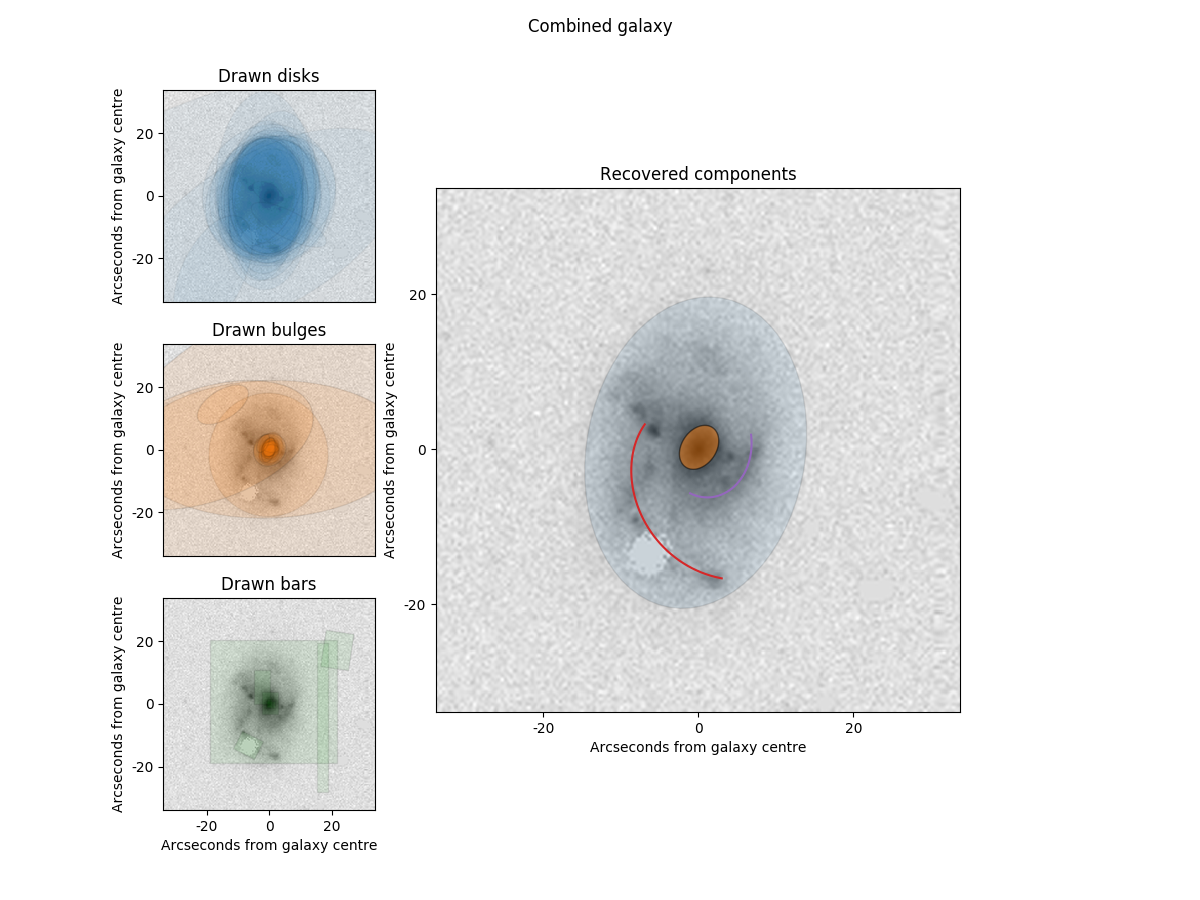 Combined galaxy
Drawn disks
Arcseconds from galaxy centre
20
0
-20
Drawn bulges
Arcseconds from galaxy centre
20
0
-20
Drawn bars
Arcseconds from galaxy centre
20
0
-20
-20 0 20
Arcseconds from galaxy centre
Recovered components
Arcseconds from galaxy centre
20
0
-20
-20 0 20
Arcseconds from galaxy centre